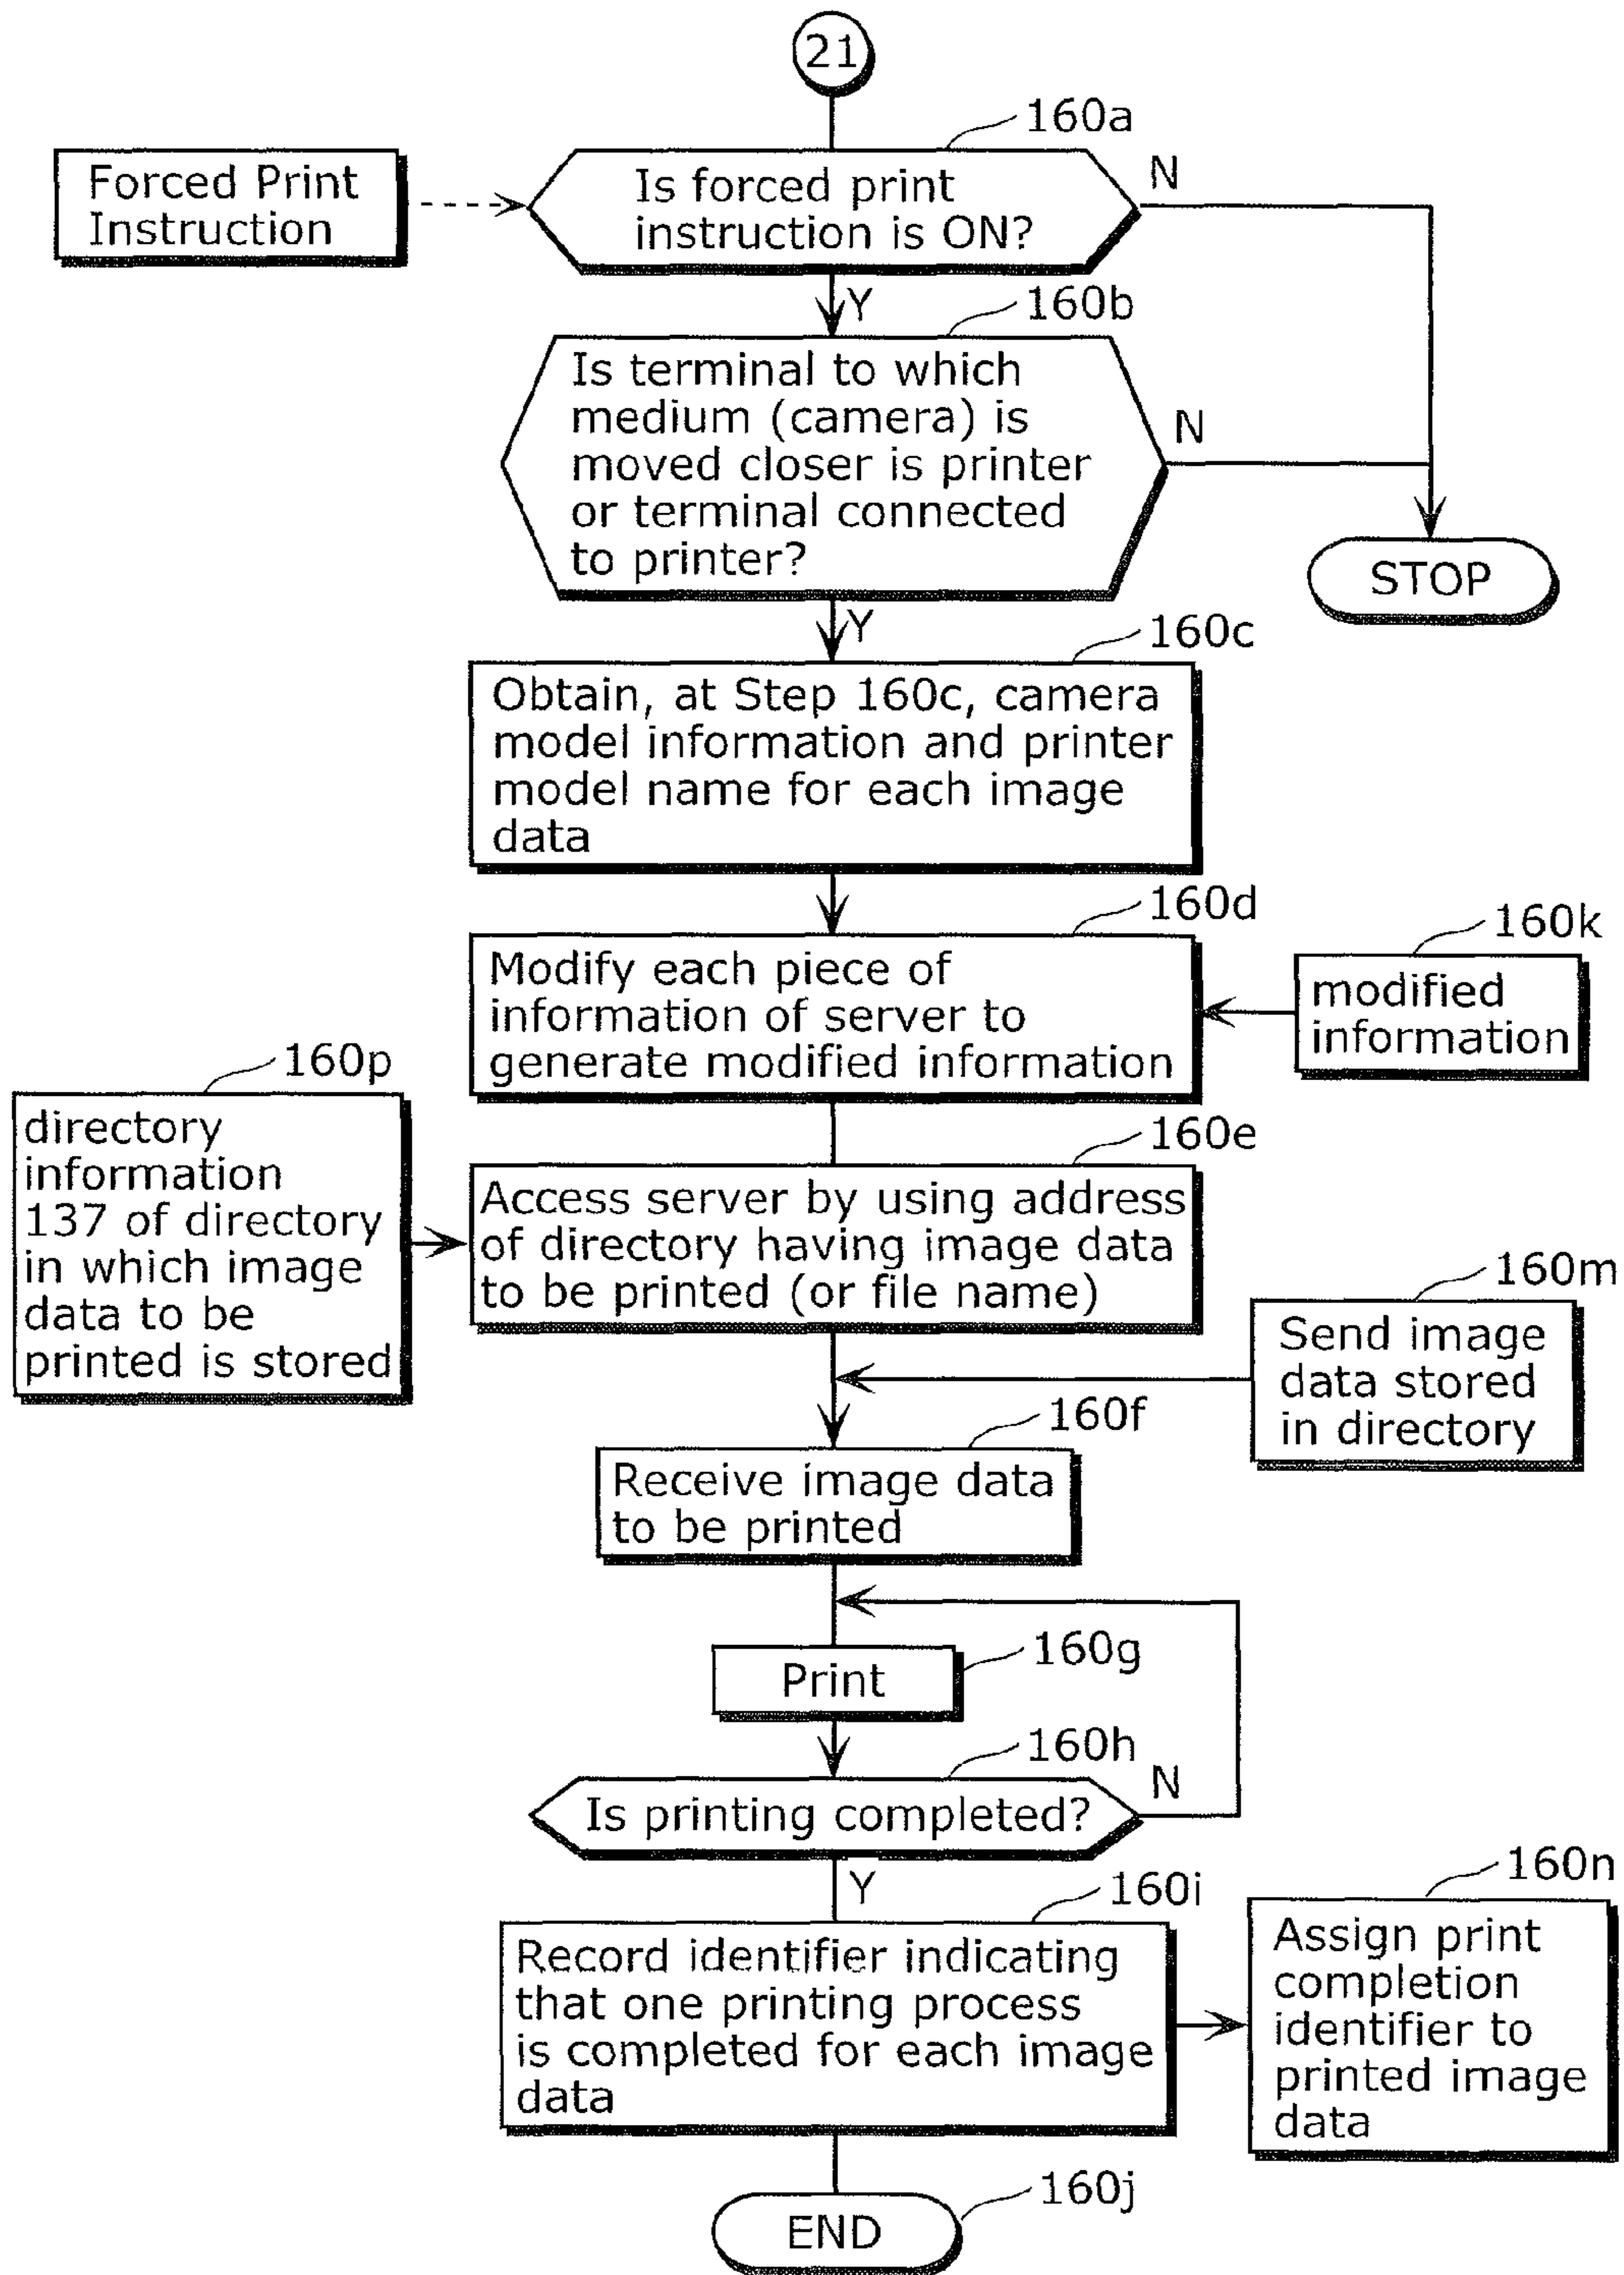 21
160a
Forced Print
Instruction
Is forced print
instruction is ON?
N
Y
160b
Is terminal to which
medium (camera) is
moved closer is printer
or terminal connected
to printer?
N
STOP
Y
160c
Obtain, at Step 160c, camera
model information and printer
model name for each image
data
160d
Modify each piece of
information of server to
generate modified information
160k
modified
information
160p
directory
information
137 of directory
in which image
data to be
printed is stored
160e
Access server by using address
of directory having image data
to be printed (or file name)
160m
Send image
data stored
in directory
160f
Receive image data
to be printed
160g
Print
160h
Is printing completed?
N
Y
160i
Record identifier indicating
that one printing process
is completed for each image
data
160n
Assign print
completion
identifier to
printed image
data
160j
END